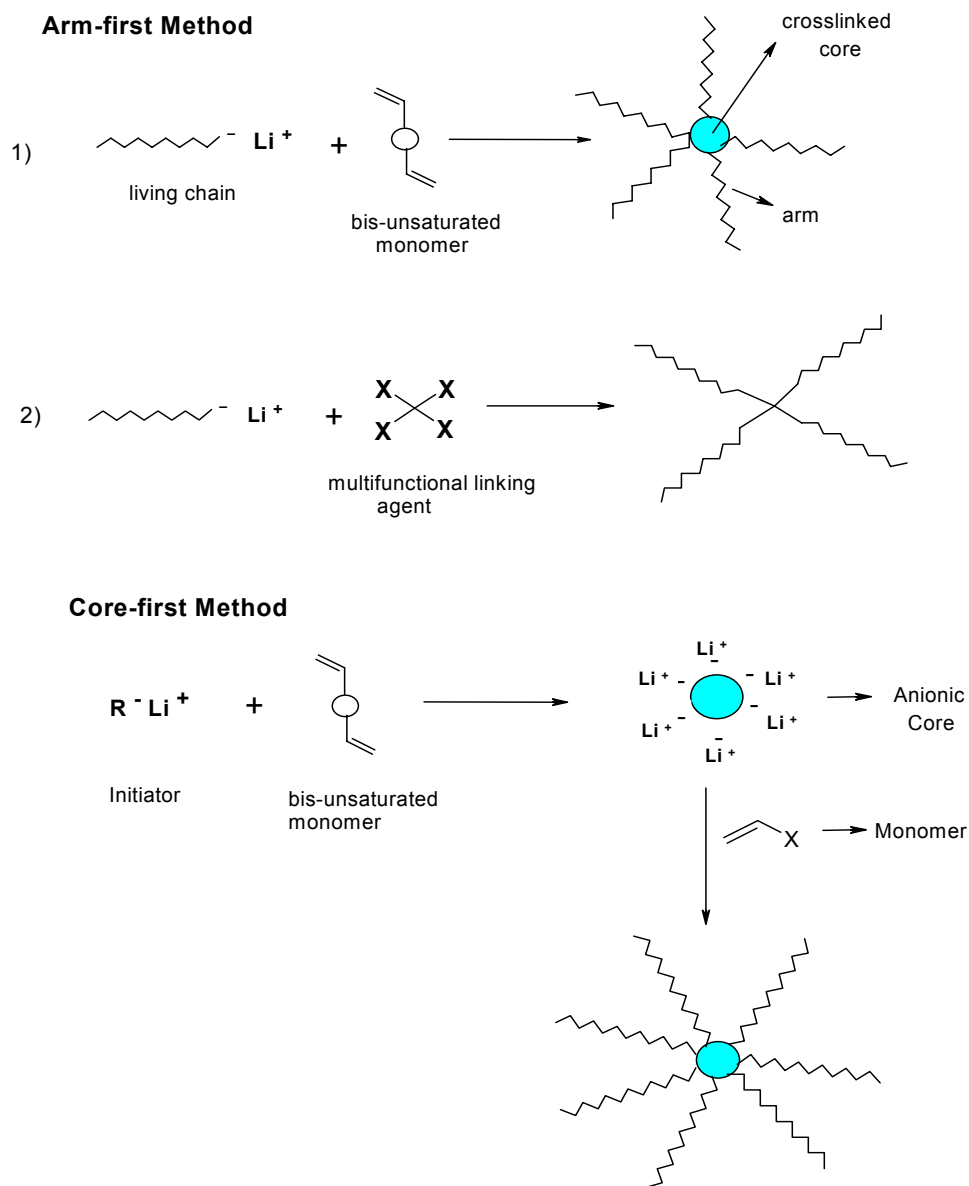 Arm-first Method
crosslinked
core
1)
– Li +
+
living chain
bis-unsaturated
monomer
arm
2)
– Li +
+
X X
X X
multifunctional linking
agent
Core-first Method
R - Li +
+
Initiator
bis-unsaturated
monomer
Li +
–
Li + – – Li +
Li + – – Li +
–
Li +
Anionic
Core
X
Monomer